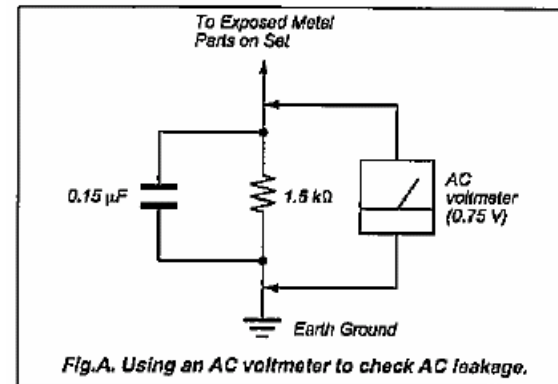 To Exposed Metal
Parts on Set
0.15 µF
1.5 kΩ
AC
voltmeter
(0.75 V)
Earth Ground
Fig.A. Using an AC voltmeter to check AC leakage.